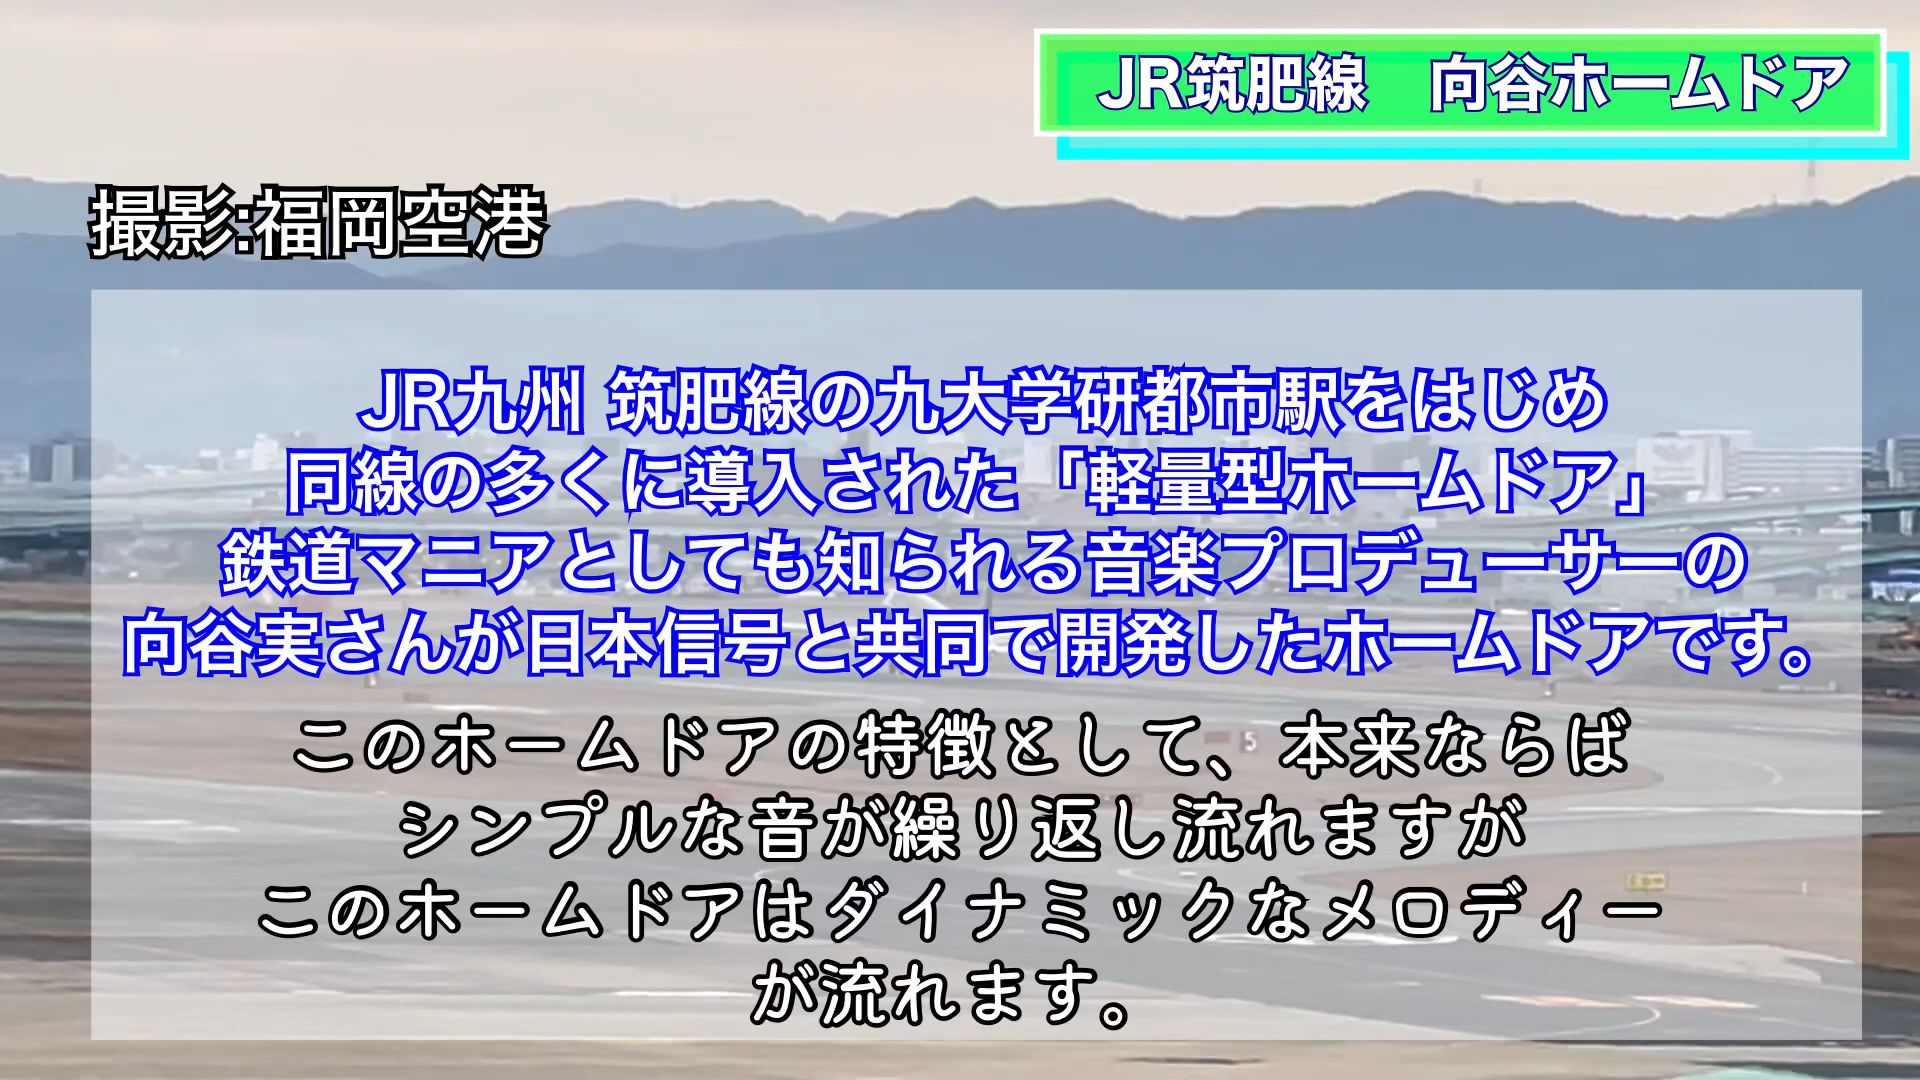 JR筑肥線　向谷ホームドア
撮影:福岡空港
JR九州 筑肥線の九大学研都市駅をはじめ
同線の多くに導入された「軽量型ホームドア」
鉄道マニアとしても知られる音楽プロデューサーの
向谷実さんが日本信号と共同で開発したホームドアです。
このホームドアの特徴として、本来ならば
シンプルな音が繰り返し流れますが
このホームドアはダイナミックなメロディー
が流れます。
5